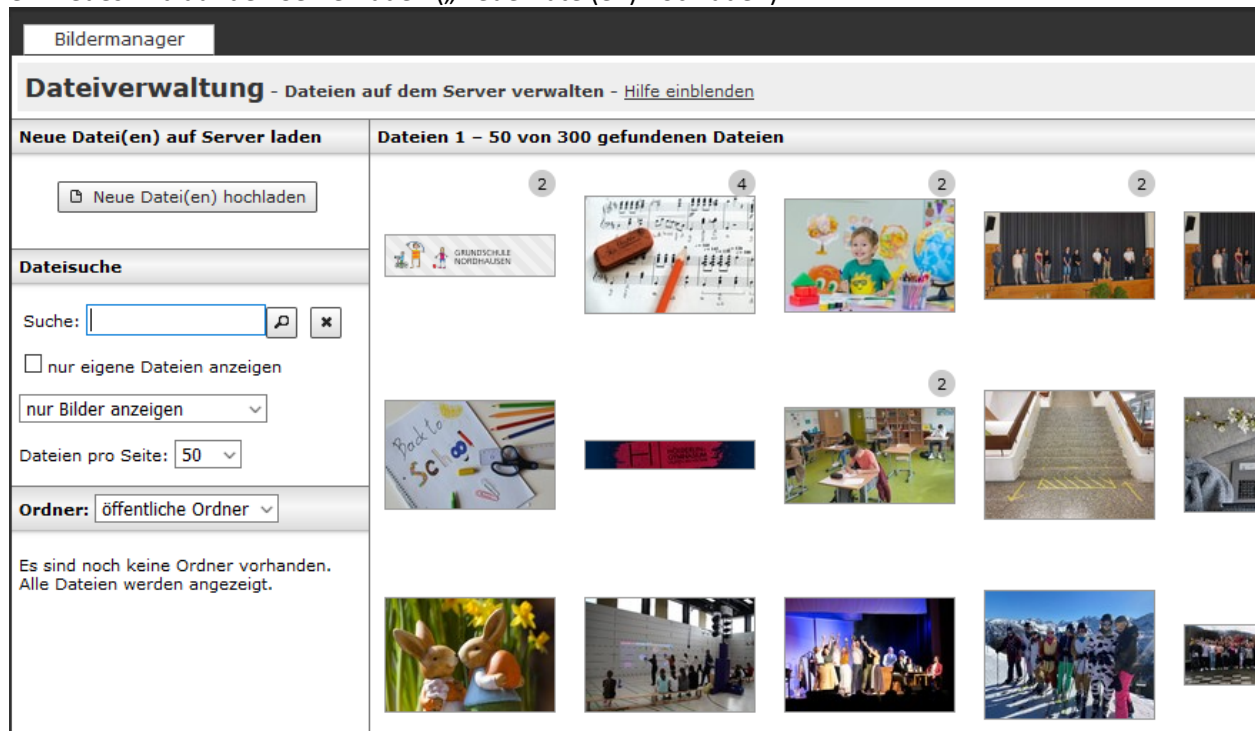 Bildermanager
Dateiverwaltung - Dateien auf dem Server verwalten - Hilfe einblenden
Neue Datei(en) auf Server laden
Neue Datei(en) hochladen
Dateisuche
Suche:
nur eigene Dateien anzeigen
nur Bilder anzeigen
Dateien pro Seite: 50
Ordner: öffentliche Ordner
Es sind noch keine Ordner vorhanden.
Alle Dateien werden angezeigt.
Dateien 1 – 50 von 300 gefundenen Dateien
2
4
2
2
GRUNDSCHULE
NORDHAUSEN
2
Back to
School